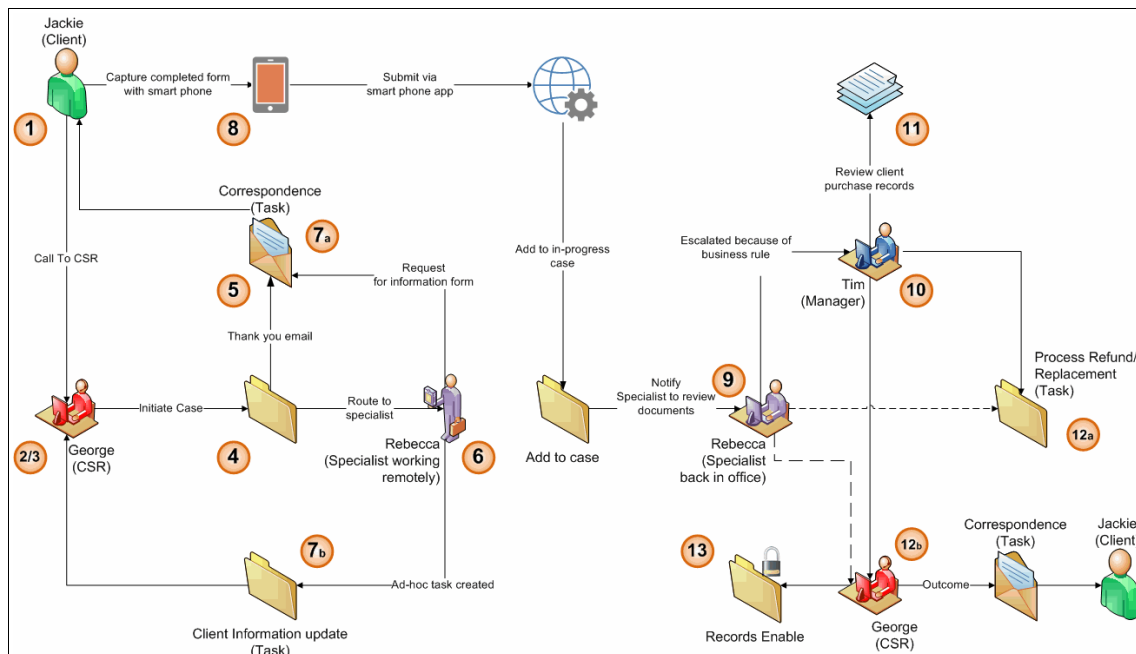 Jackie
(Client)
Capture completed form
with smart phone
Submit via
smart phone app
1
8
11
Review client
purchase records
Correspondence
(Task)
7a
Call To CSR
Add to in-progress
case
Escalated because of
business rule
Request
for information form
5
Tim
(Manager)
10
Thank you email
Process Refund/
Replacement
(Task)
9
Notify
Specialist to review
documents
Initiate Case
Route to
specialist
2/3
George
(CSR)
4
Rebecca
(Specialist working
remotely)
6
Add to case
Rebecca
(Specialist
back in office)
12a
7b
Ad-hoc task created
Client Information update
(Task)
13
12b
Correspondence
(Task)
Jackie
(Client)
Outcome
Records Enable
George
(CSR)